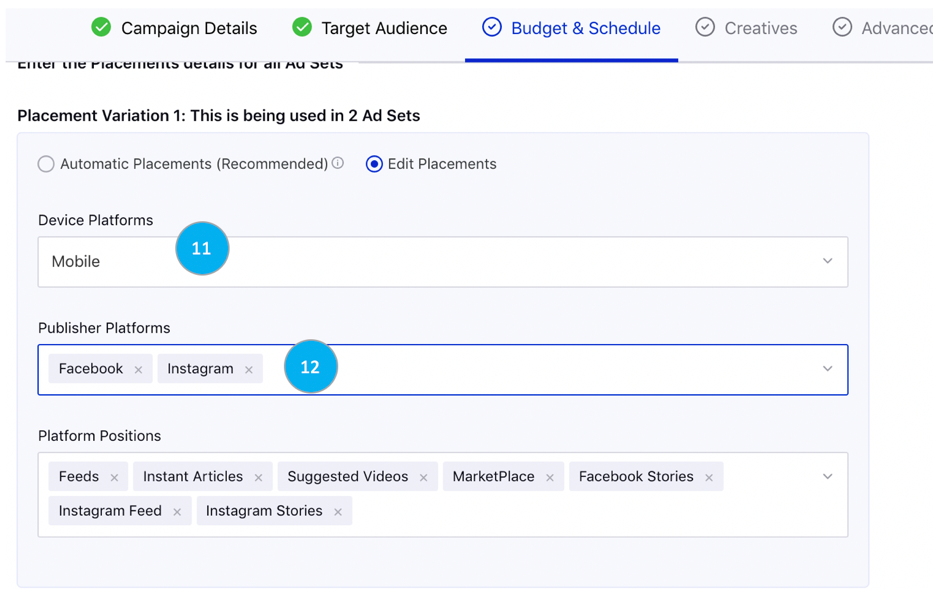 Campaign Details Target Audience Budget & Schedule Creatives Advanced
Enter the Placements details for all Ad Sets
Placement Variation 1: This is being used in 2 Ad Sets
Automatic Placements (Recommended) Edit Placements
Device Platforms
11
Mobile
Publisher Platforms
Facebook × Instagram × 12
Platform Positions
Feeds × Instant Articles × Suggested Videos × MarketPlace × Facebook Stories ×
Instagram Feed × Instagram Stories ×